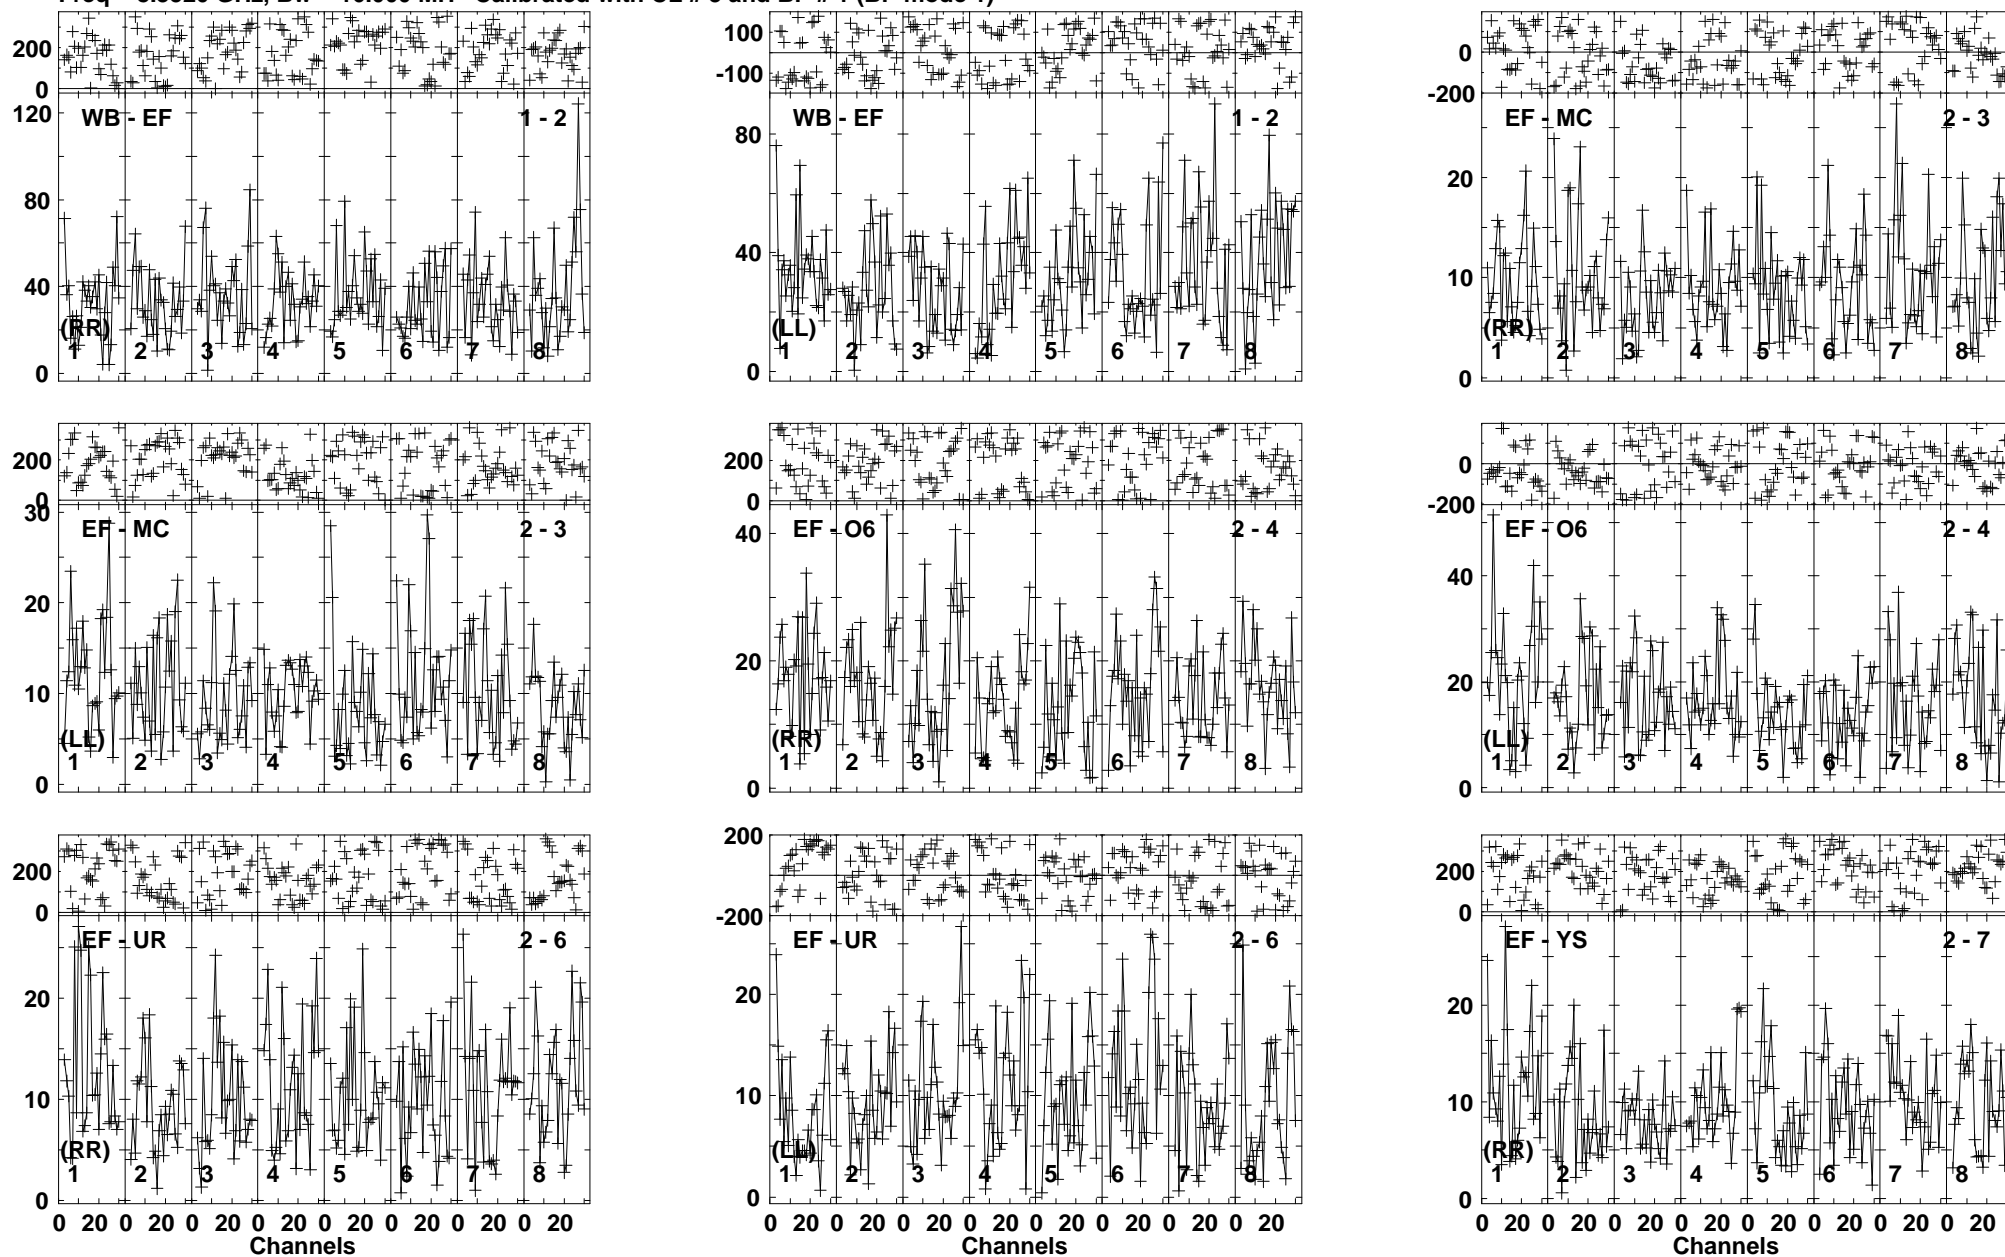 200 0 120 80 40 0 WB - EF 1 - 2 (RR) 1 2 3 4 5 6 7 8
100 -100 80 40 0 WB - EF 1 - 2 (LL) 1 2 3 4 5 6 7 8
0 -200 20 10 0 EF - MC 2 - 3 (RR) 1 2 3 4 5 6 7 8
200 0 30 20 10 0 EF - MC 2 - 3 (LL) 1 2 3 4 5 6 7 8
200 0 40 20 0 EF - O6 2 - 4 (RR) 1 2 3 4 5 6 7 8
0 -200 40 20 0 EF - O6 2 - 4 (LL) 1 2 3 4 5 6 7 8
200 0 20 10 0 EF - UR 2 - 6 (RR) 1 2 3 4 5 6 7 8
0 20 0 20 0 20 0 20 0 20 0 20 0 20 0 20
Channels
200 -200 20 10 0 EF - UR 2 - 6 (LL) 1 2 3 4 5 6 7 8
0 20 0 20 0 20 0 20 0 20 0 20 0 20 0 20
Channels
200 0 20 10 0 EF - YS 2 - 7 (RR) 1 2 3 4 5 6 7 8
0 20 0 20 0 20 0 20 0 20 0 20 0 20 0 20
Channels